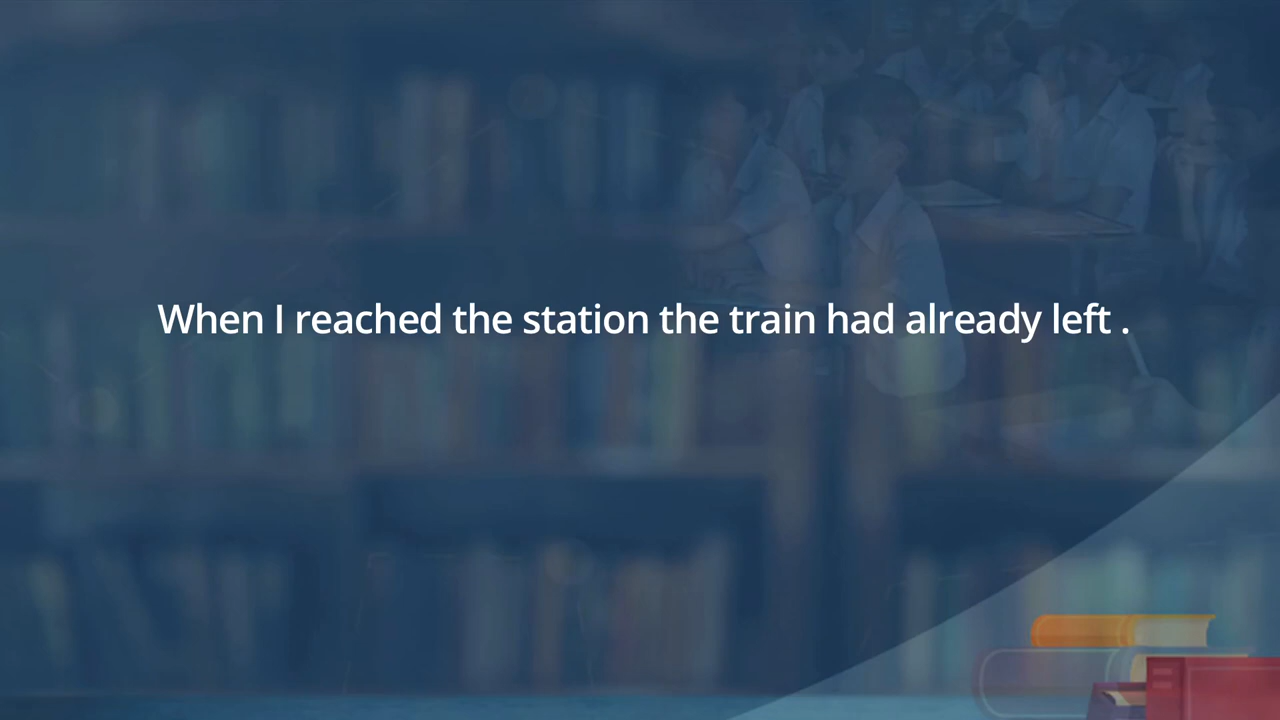 When I reached the station the train had already left .